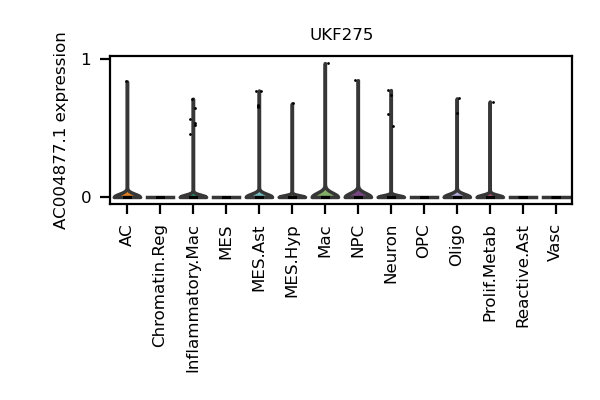 UKF275
AC004877.1 expression
1
0
AC
Chromatin.Reg
Inflammatory.Mac
MES
MES.Ast
MES.Hyp
Mac
NPC
Neuron
OPC
Oligo
Prolif.Metab
Reactive.Ast
Vasc